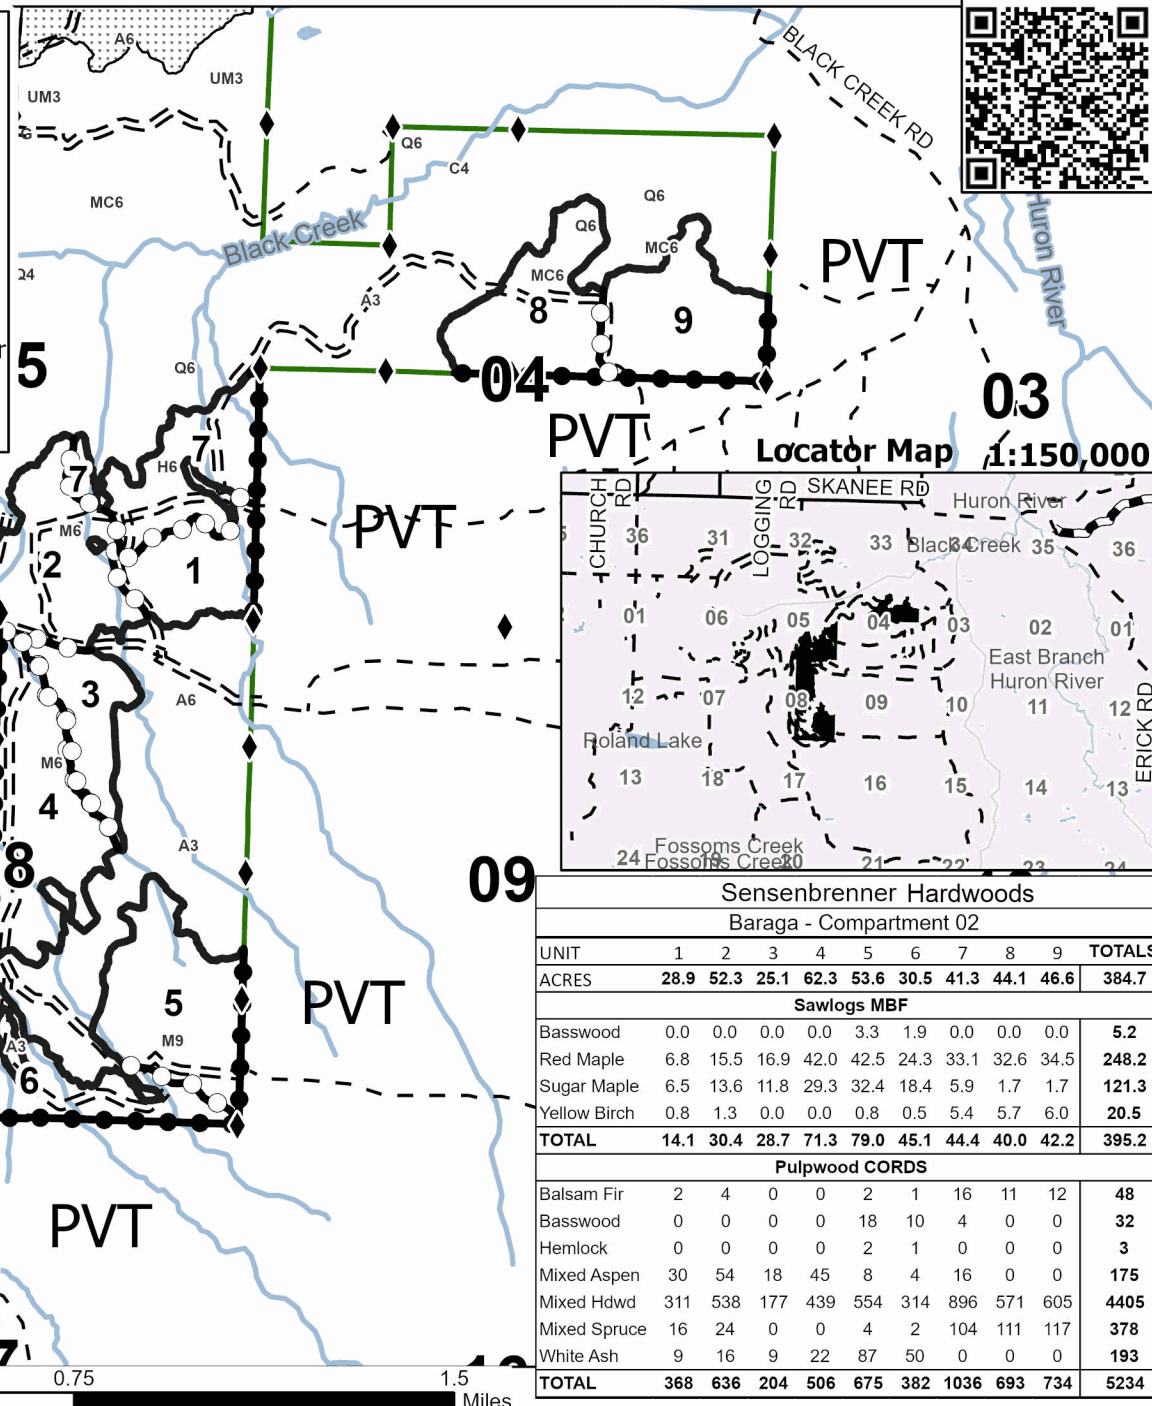 A6
UM3
UM3
BLACK CREEK RD
Q6
C4
MC6
Q6
Huron River
Q6
MC6
Black Creek
PVT
Q4
MC6
A3
8
9
5
Q6
04
03
PVT
7
H6
7
Locator Map 1:150,000
M6
PVT
2
1
CHURCH RD
LOGGING RD
SKANEE RD
Huron River
36 31 32 33 34 35 36
Black Creek
01 06 05 04 03 02 01
East Branch
Huron River
12 07 08 09 10 11 12
ERICK RD
Roland Lake
13 18 17 16 15 14 13
Fossoms Creek
24 19 20 21 22 23 24
Fossoms Creek
3
A6
M6
4
A3
8
09
5
PVT
M9
A3
6
PVT
0.75 1.5
Miles
Sensenbrenner Hardwoods
Baraga - Compartment 02
UNIT 1 2 3 4 5 6 7 8 9 TOTALS
ACRES 28.9 52.3 25.1 62.3 53.6 30.5 41.3 44.1 46.6 384.7
Sawlogs MBF
Basswood 0.0 0.0 0.0 0.0 3.3 1.9 0.0 0.0 0.0 5.2
Red Maple 6.8 15.5 16.9 42.0 42.5 24.3 33.1 32.6 34.5 248.2
Sugar Maple 6.5 13.6 11.8 29.3 32.4 18.4 5.9 1.7 1.7 121.3
Yellow Birch 0.8 1.3 0.0 0.0 0.8 0.5 5.4 5.7 6.0 20.5
TOTAL 14.1 30.4 28.7 71.3 79.0 45.1 44.4 40.0 42.2 395.2
Pulpwood CORDS
Balsam Fir 2 4 0 0 2 1 16 11 12 48
Basswood 0 0 0 0 18 10 4 0 0 32
Hemlock 0 0 0 0 2 1 0 0 0 3
Mixed Aspen 30 54 18 45 8 4 16 0 0 175
Mixed Hdwd 311 538 177 439 554 314 896 571 605 4405
Mixed Spruce 16 24 0 0 4 2 104 111 117 378
White Ash 9 16 9 22 87 50 0 0 0 193
TOTAL 368 636 204 506 675 382 1036 693 734 5234